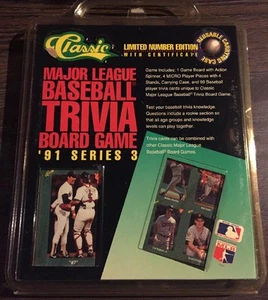 Classic
LIMITED NUMBER EDITION
WITH CERTIFICATE
REUSABLE CARRYING CASE
MAJOR LEAGUE
BASEBALL
TRIVIA
BOARD GAME
'91 SERIES 3
Game Includes: 1 Game Board with Action
Spinner, 4 MICRO Player Pieces with 4
Stands, Carrying Case, and 99 Baseball
player trivia cards unique to Classic
Major League Baseball Trivia Board Game.
Test your baseball trivia knowledge.
Questions include a rookie section so
that all age groups and knowledge
levels can play together.
Trivia cards can be combined with
other Classic Major League
Baseball Board Games.